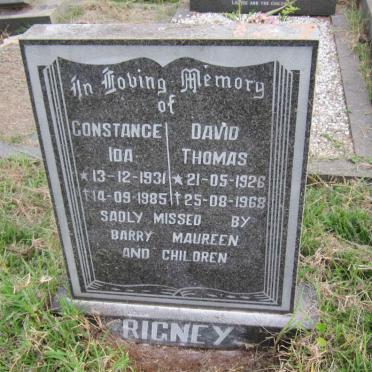 In Loving Memory
of
CONSTANCE DAVID
IDA THOMAS
*13-12-1931 *21-05-1926
†14-09-1985 †25-08-1968
SADLY MISSED BY
BARRY MAUREEN
AND CHILDREN
RIGNEY